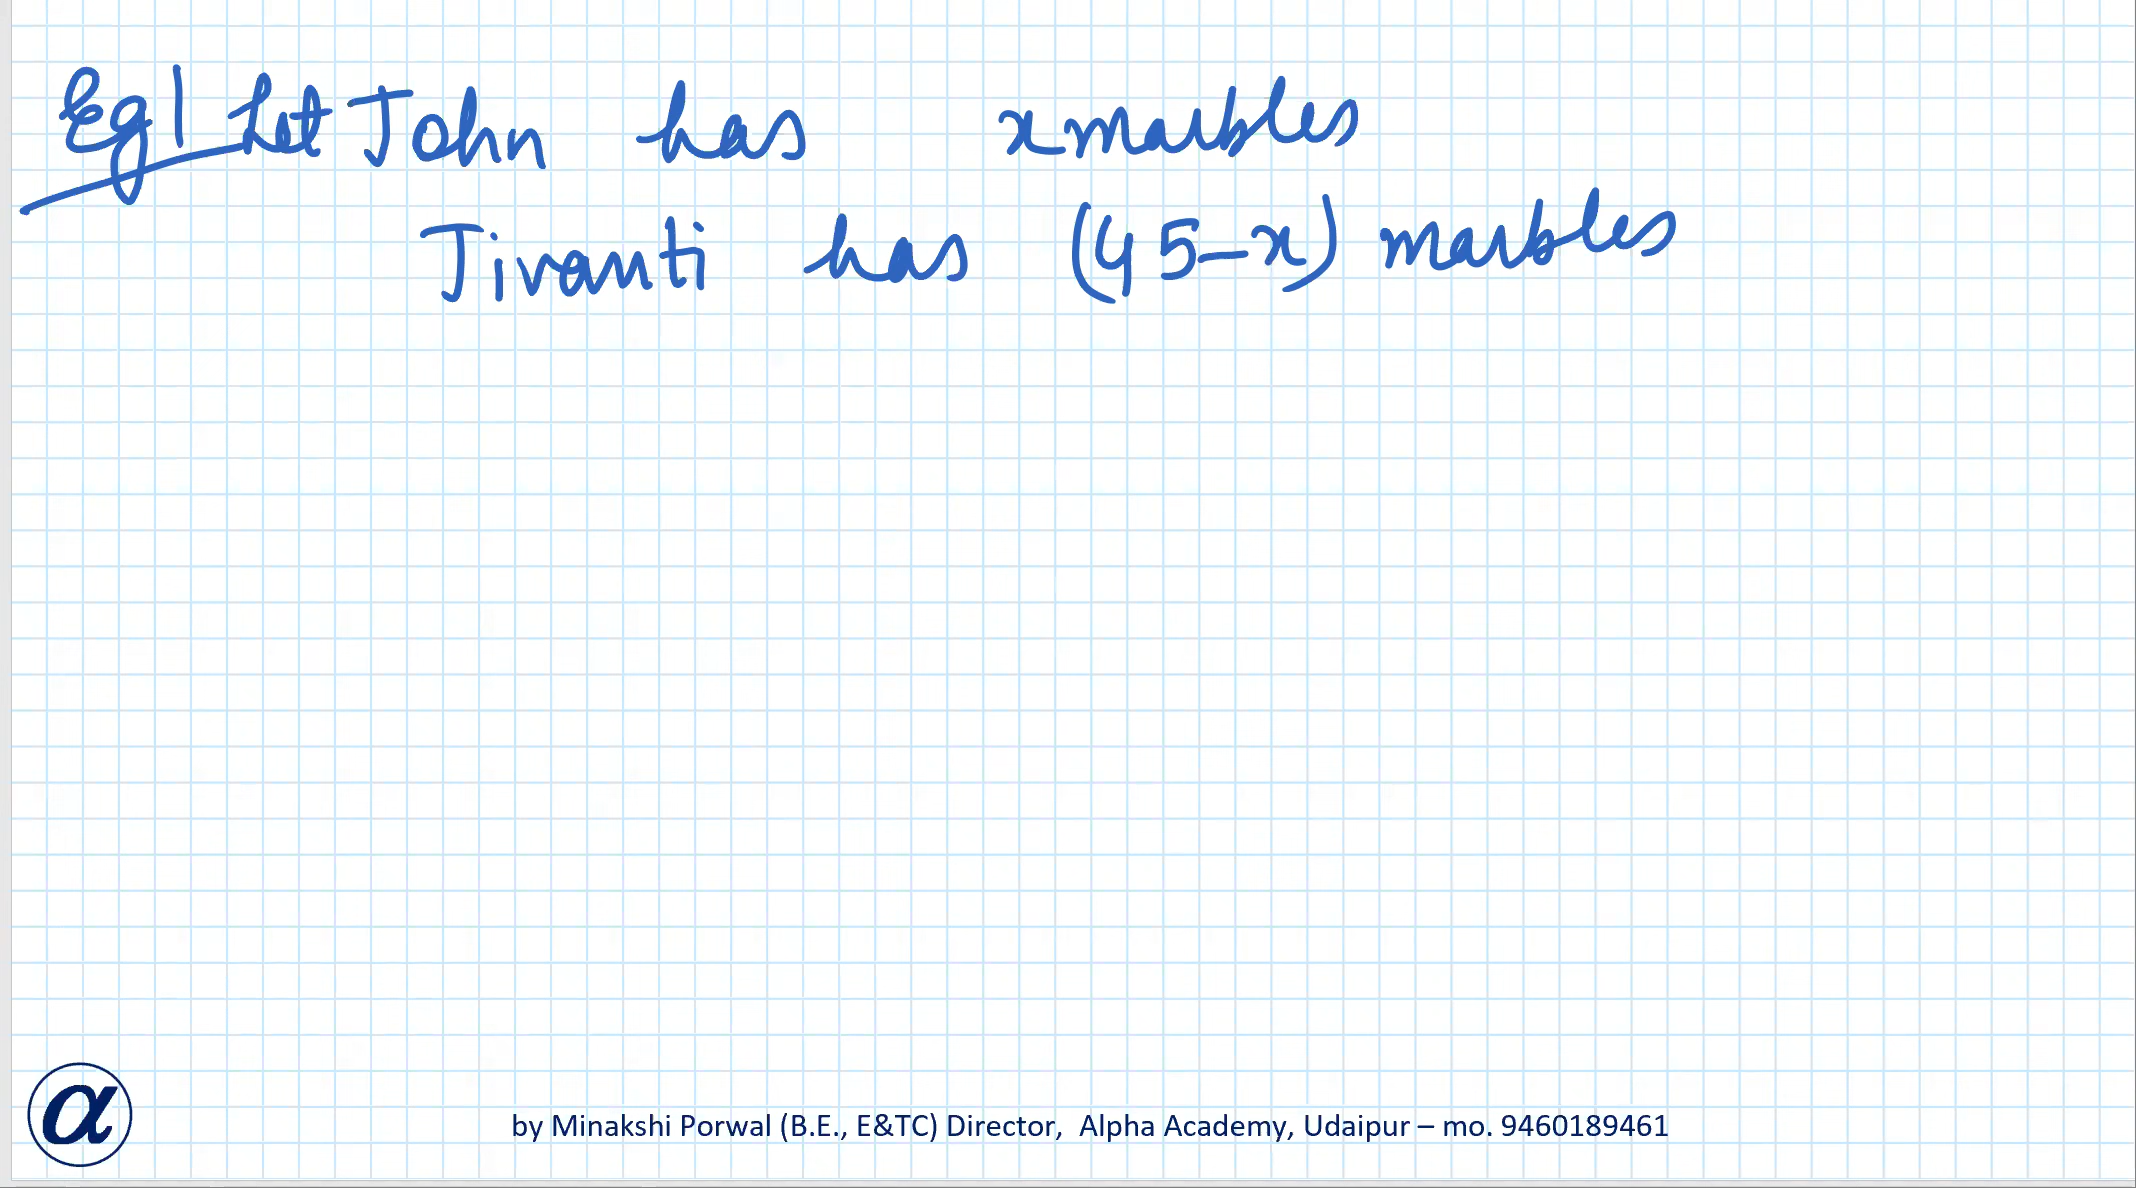 Eg1 Let John has x marbles
Jivanti has (45-x) marbles
α
by Minakshi Porwal (B.E., E&TC) Director, Alpha Academy, Udaipur – mo. 9460189461